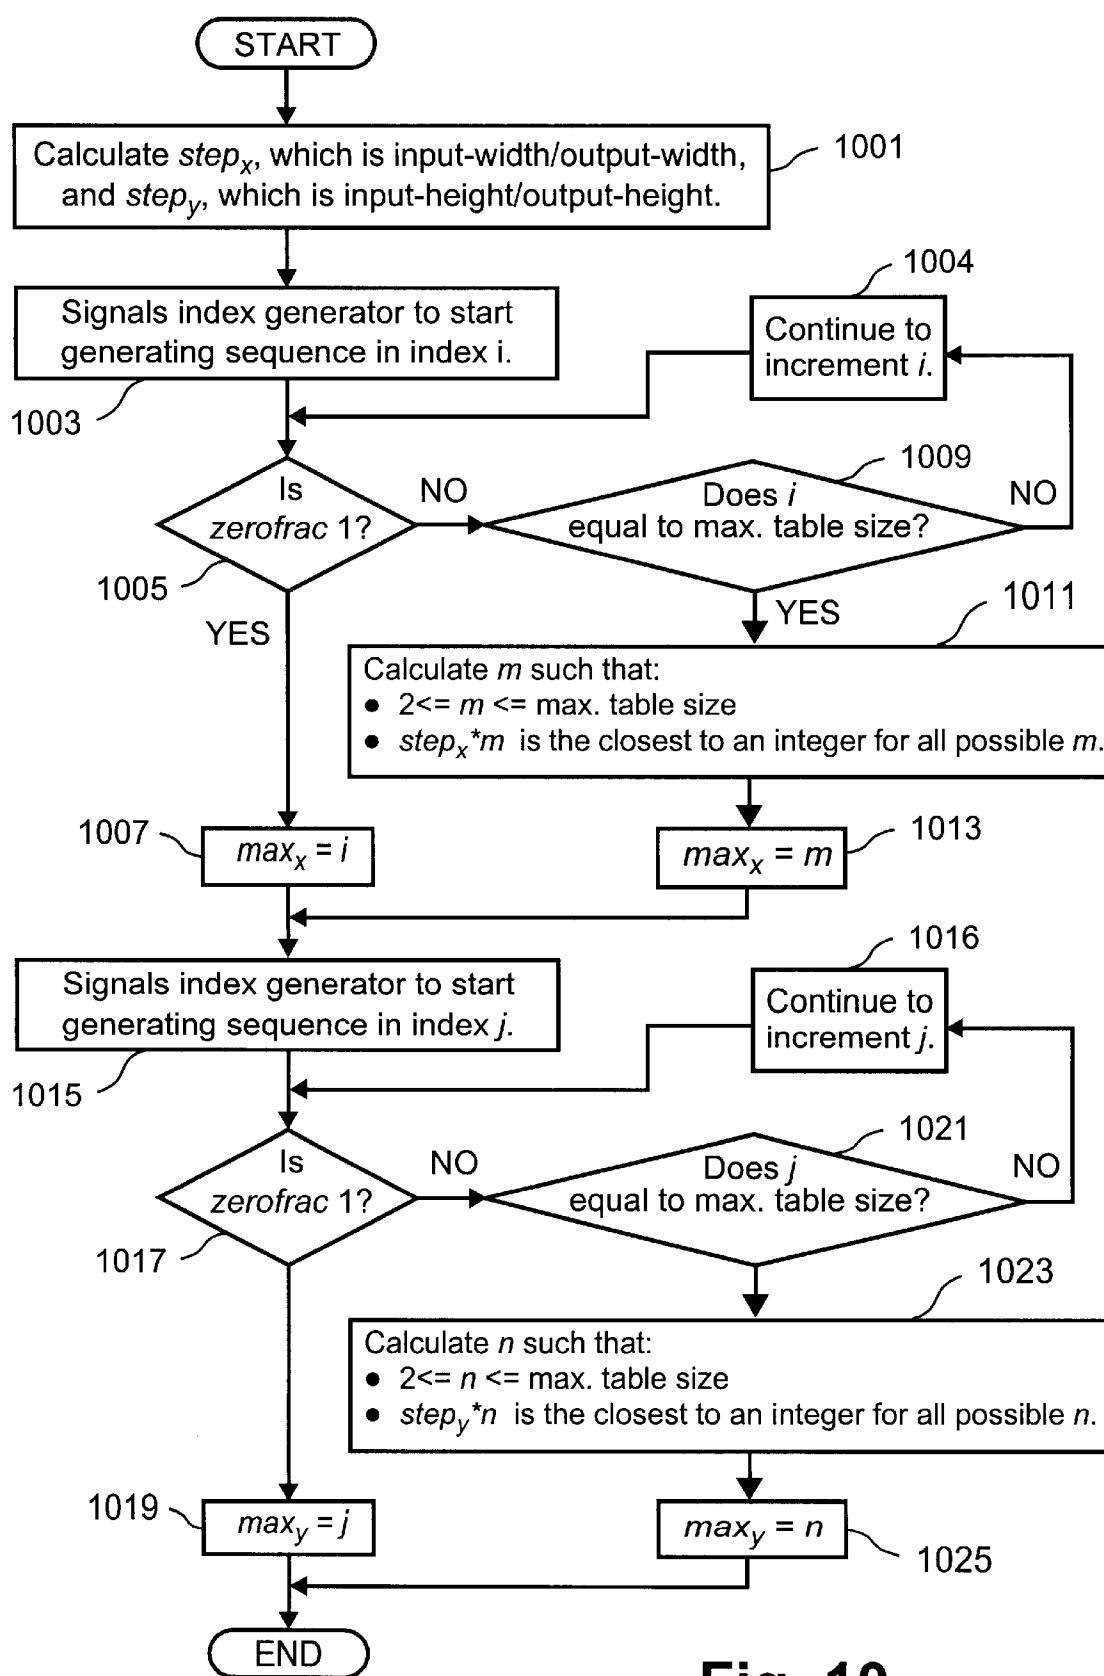 START
Calculate stepx, which is input-width/output-width,
and stepy, which is input-height/output-height.
1001
1004
Signals index generator to start
generating sequence in index i.
Continue to
increment i.
1003
1009
Is
zerofrac 1?
NO
Does i
equal to max. table size?
NO
1005
YES
YES
1011
Calculate m such that:
● 2<= m <= max. table size
● stepx*m is the closest to an integer for all possible m.
1007
maxx = i
maxx = m
1013
1016
Signals index generator to start
generating sequence in index j.
Continue to
increment j.
1015
1021
Is
zerofrac 1?
NO
Does j
equal to max. table size?
NO
1017
1023
Calculate n such that:
● 2<= n <= max. table size
● stepy*n is the closest to an integer for all possible n.
1019
maxy = j
maxy = n
1025
END